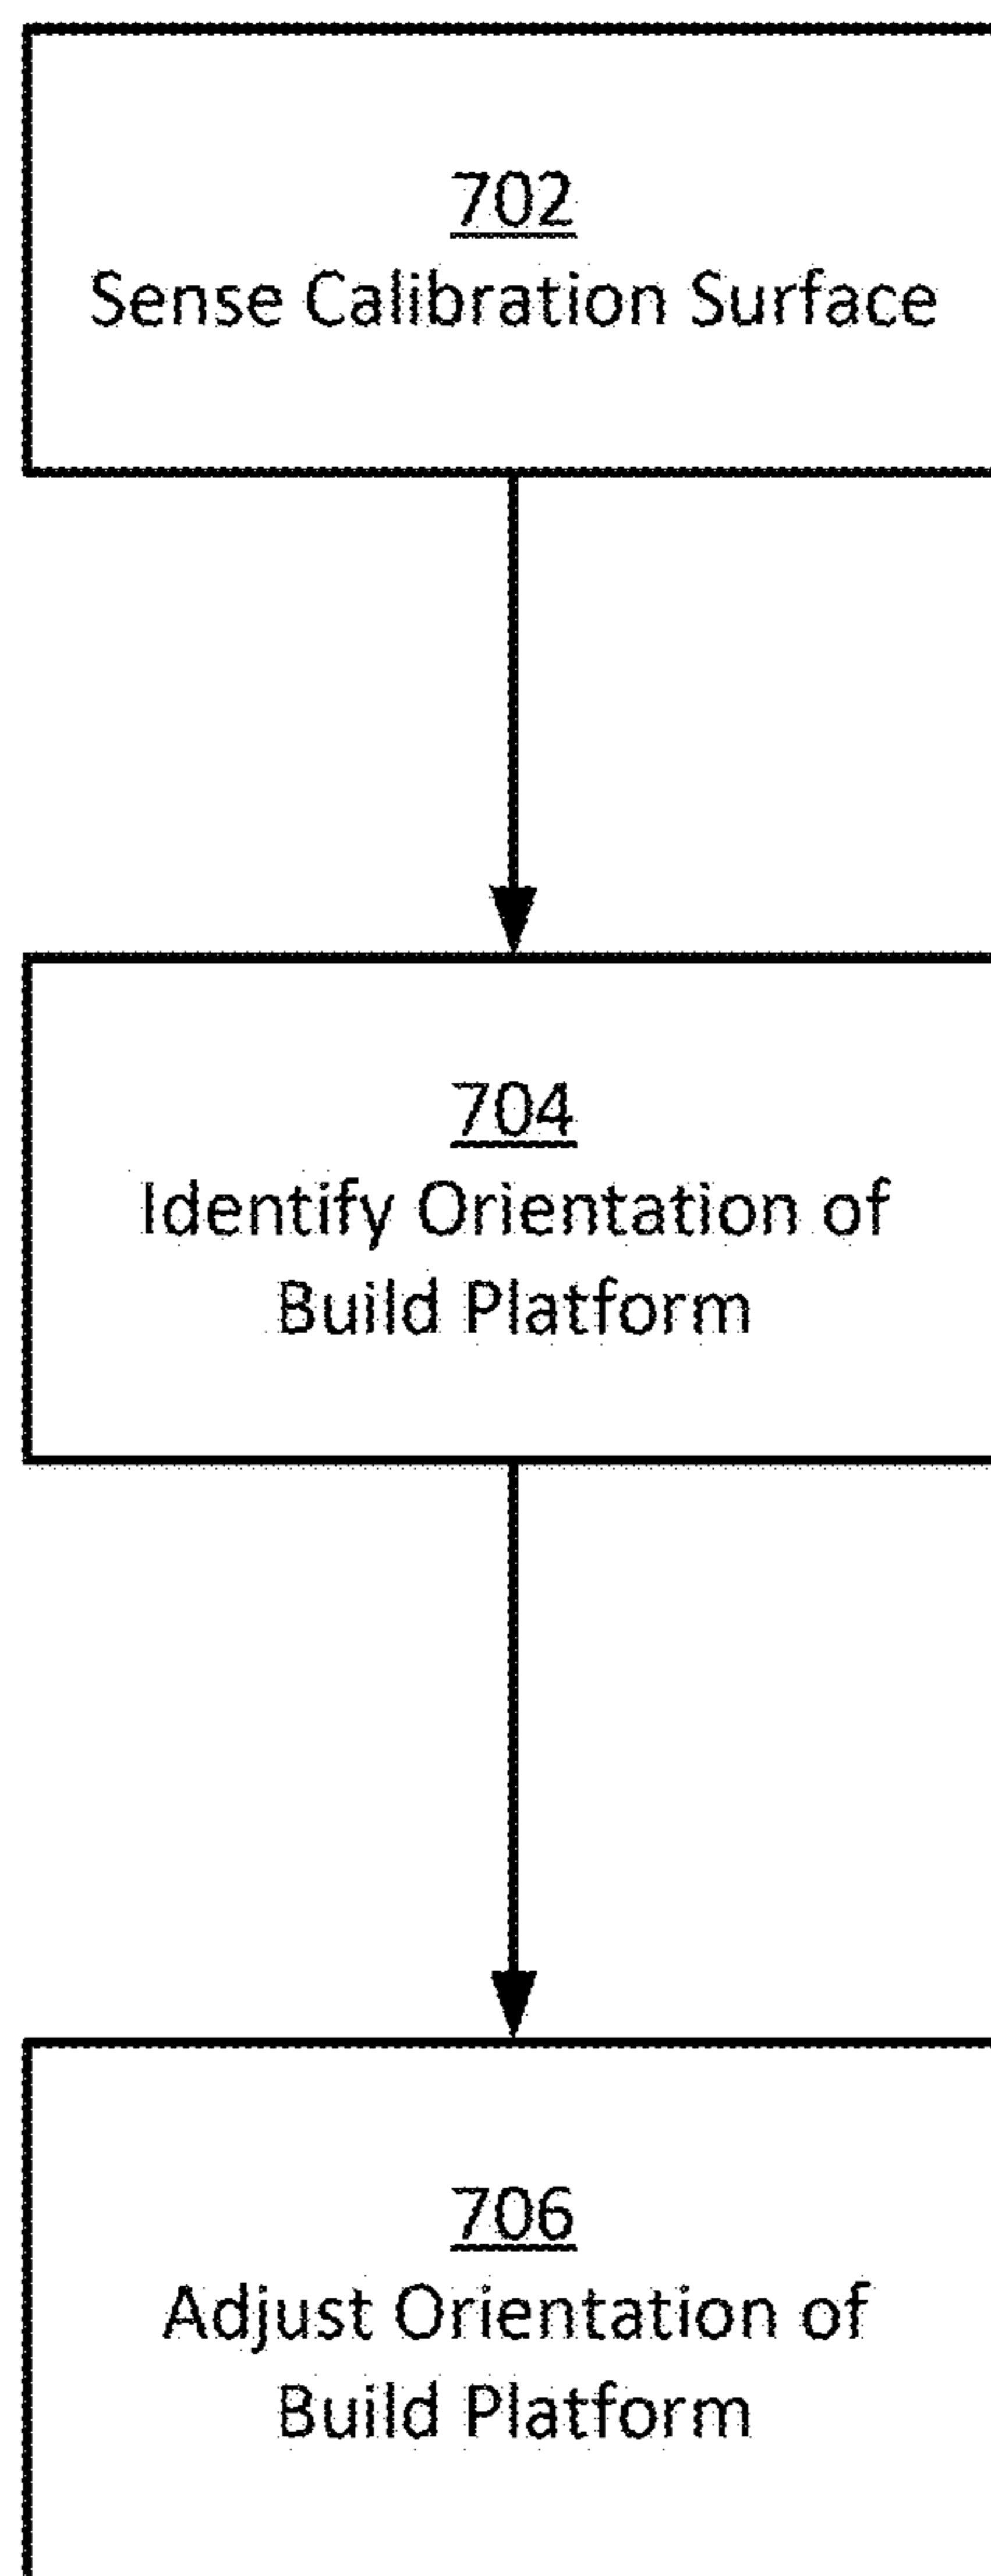 702
Sense Calibration Surface
704
Identify Orientation of
Build Platform
706
Adjust Orientation of
Build Platform